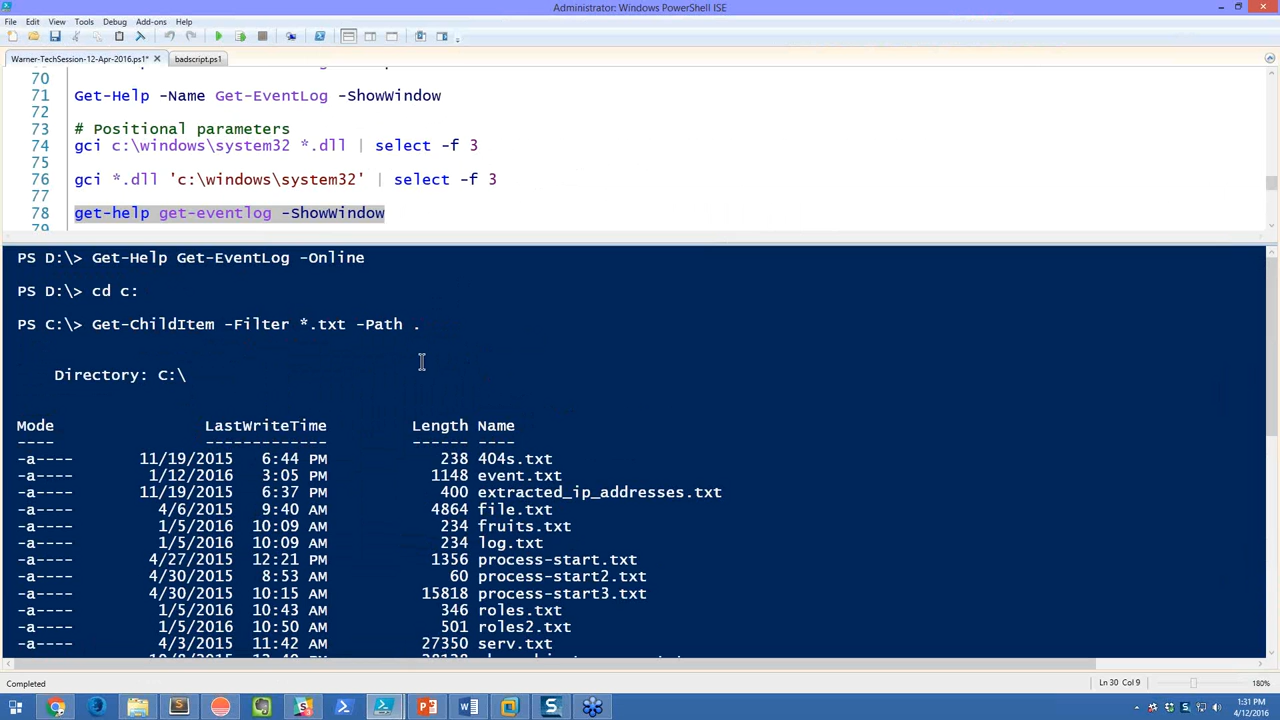 Administrator: Windows PowerShell ISE
File Edit View Tools Debug Add-ons Help
Warner-TechSession-12-Apr-2016.ps1* badscript.ps1
70
71 Get-Help -Name Get-EventLog -ShowWindow
72
73 # Positional parameters
74 gci c:\windows\system32 *.dll | select -f 3
75
76 gci *.dll 'c:\windows\system32' | select -f 3
77
78 get-help get-eventlog -ShowWindow
79
PS D:\> Get-Help Get-EventLog -Online
PS D:\> cd c:
PS C:\> Get-ChildItem -Filter *.txt -Path .
Directory: C:\
Mode LastWriteTime Length Name
---- ------------- ------ ----
-a---- 11/19/2015 6:44 PM 238 404s.txt
-a---- 1/12/2016 3:05 PM 1148 event.txt
-a---- 11/19/2015 6:37 PM 400 extracted_ip_addresses.txt
-a---- 4/6/2015 9:40 AM 4864 file.txt
-a---- 1/5/2016 10:09 AM 234 fruits.txt
-a---- 1/5/2016 10:09 AM 234 log.txt
-a---- 4/27/2015 12:21 PM 1356 process-start.txt
-a---- 4/30/2015 8:53 AM 60 process-start2.txt
-a---- 4/30/2015 10:15 AM 15818 process-start3.txt
-a---- 1/5/2016 10:43 AM 346 roles.txt
-a---- 1/5/2016 10:50 AM 501 roles2.txt
-a---- 4/3/2015 11:42 AM 27350 serv.txt
Completed Ln 30 Col 9 180%
1:31 PM
4/12/2016